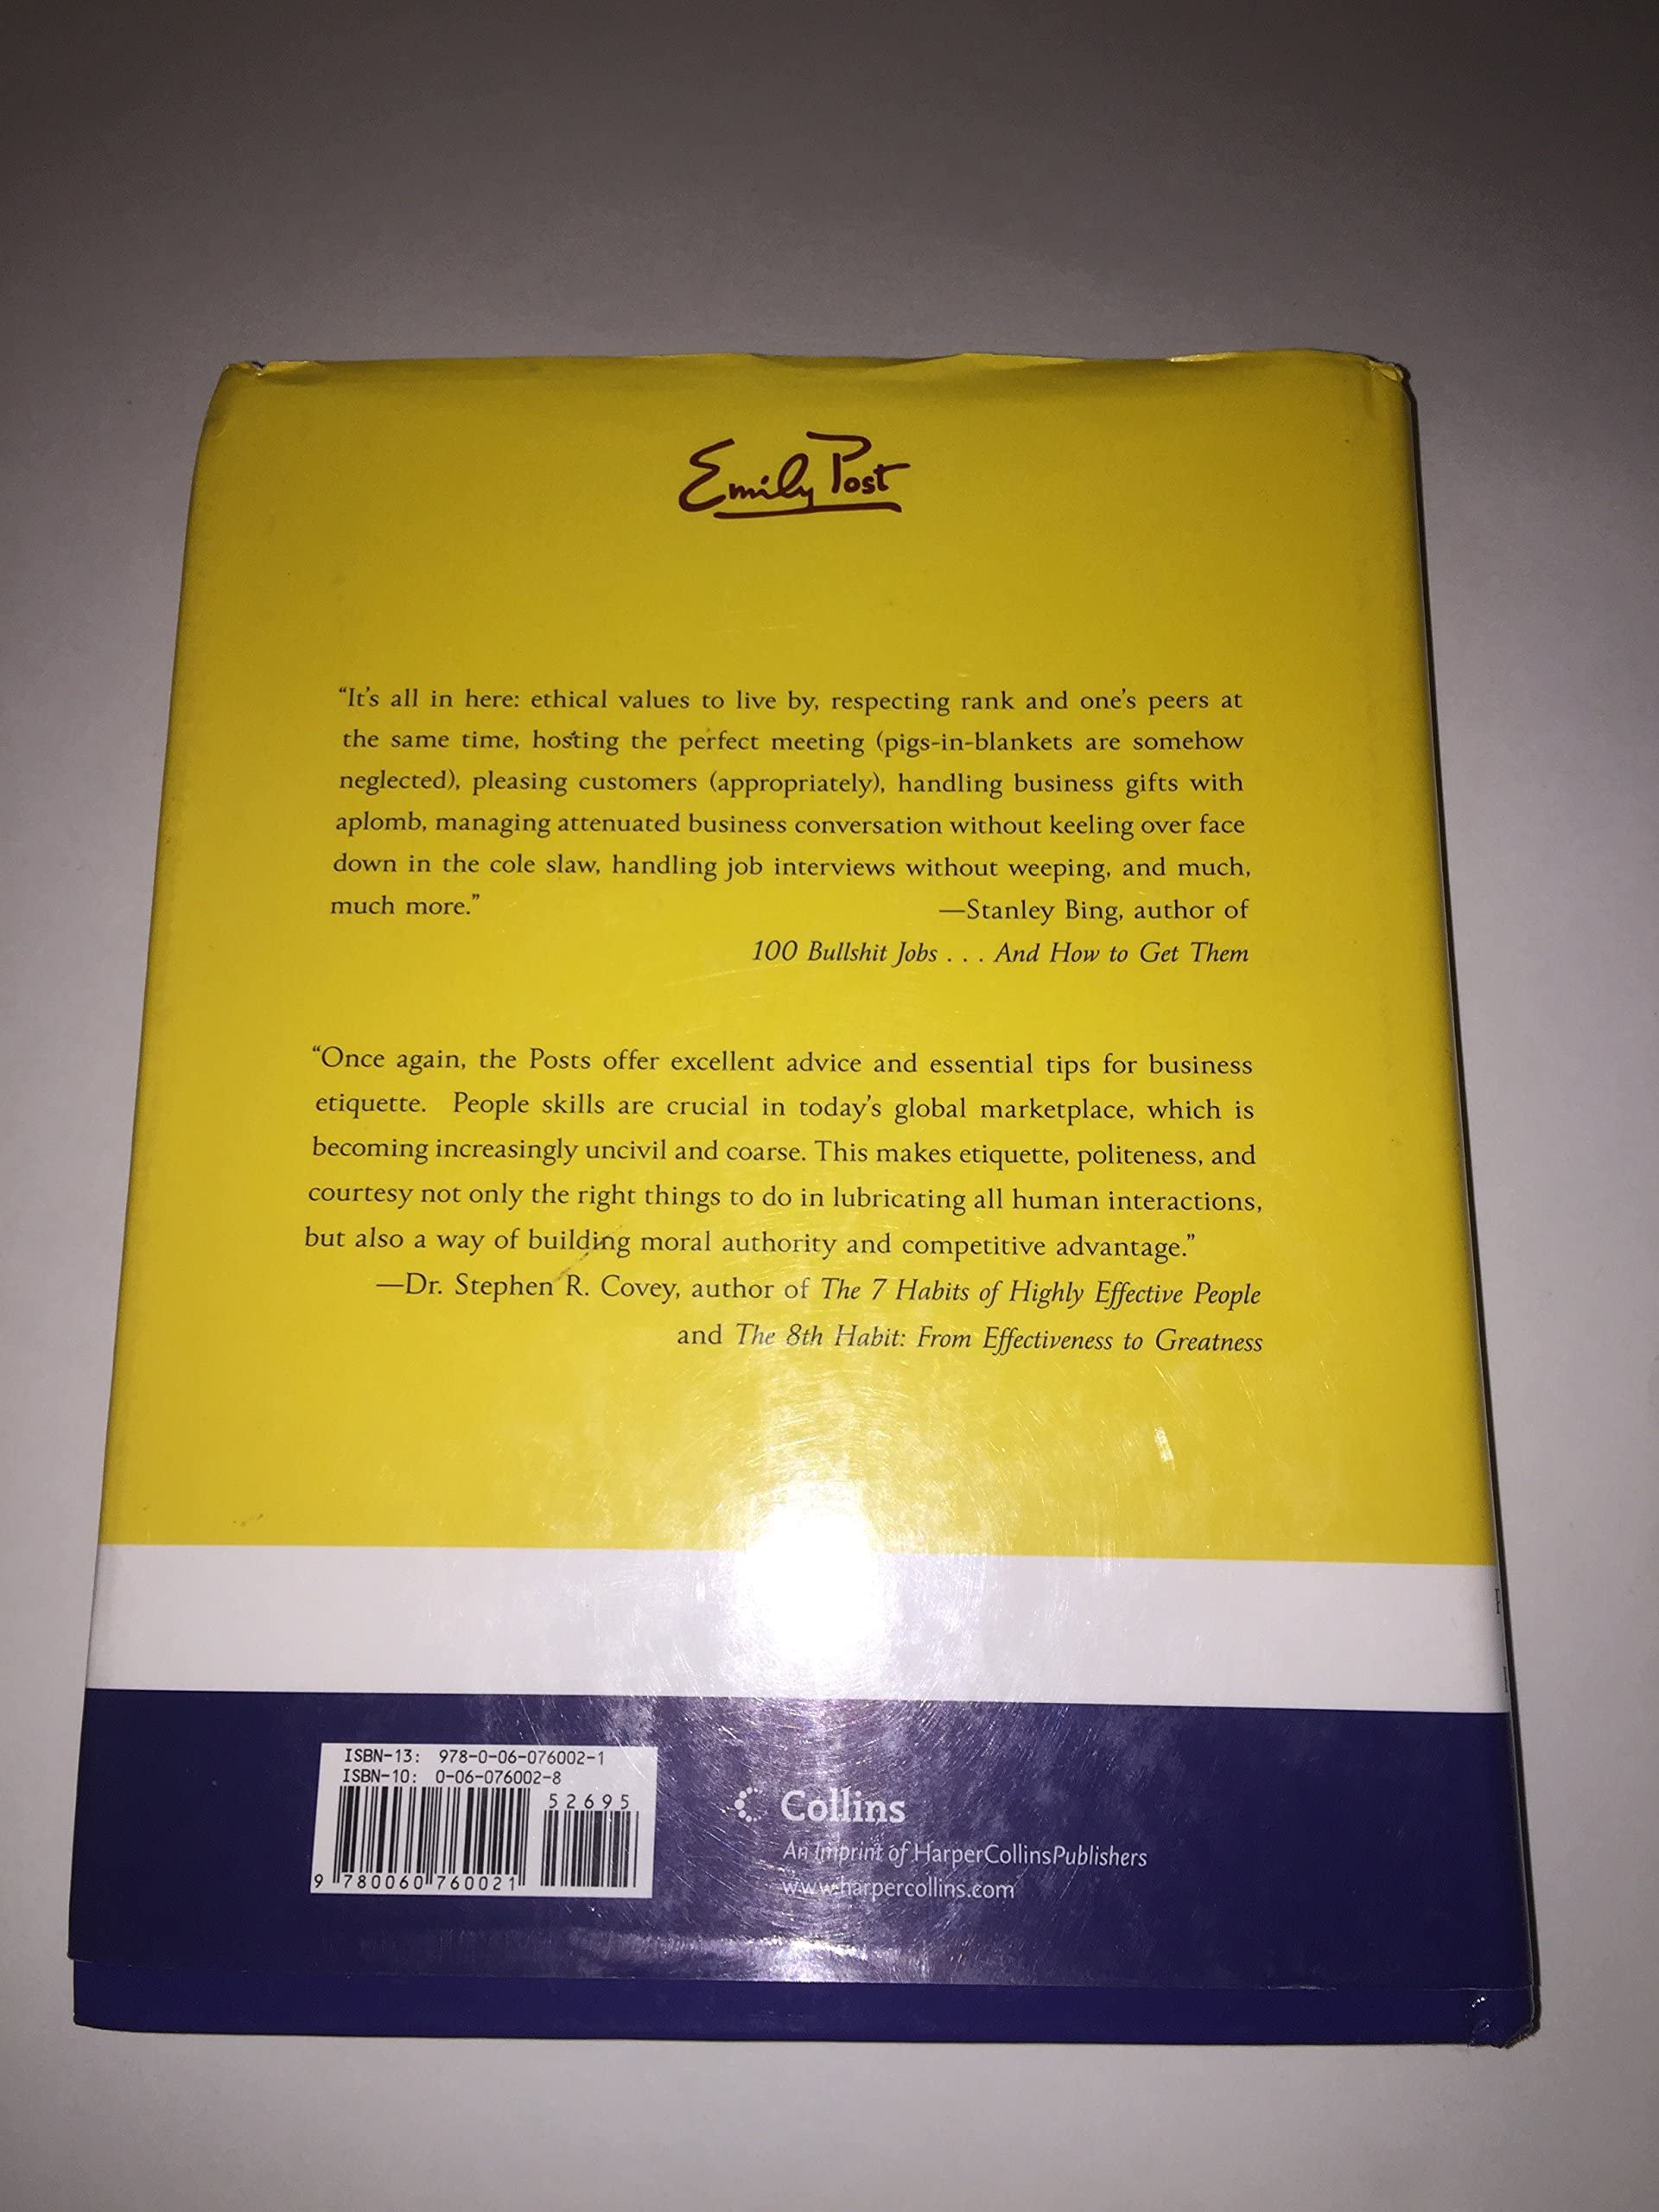 Emily Post
“It’s all in here: ethical values to live by, respecting rank and one’s peers at
the same time, hosting the perfect meeting (pigs-in-blankets are somehow
neglected), pleasing customers (appropriately), handling business gifts with
aplomb, managing attenuated business conversation without keeling over face
down in the cole slaw, handling job interviews without weeping, and much,
much more.” —Stanley Bing, author of
100 Bullshit Jobs . . . And How to Get Them
“Once again, the Posts offer excellent advice and essential tips for business
etiquette. People skills are crucial in today’s global marketplace, which is
becoming increasingly uncivil and coarse. This makes etiquette, politeness, and
courtesy not only the right things to do in lubricating all human interactions,
but also a way of building moral authority and competitive advantage.”
—Dr. Stephen R. Covey, author of The 7 Habits of Highly Effective People
and The 8th Habit: From Effectiveness to Greatness
ISBN-13: 978-0-06-076002-1
ISBN-10: 0-06-076002-8
52695
9 780060 760021
Collins
An Imprint of HarperCollinsPublishers
www.harpercollins.com